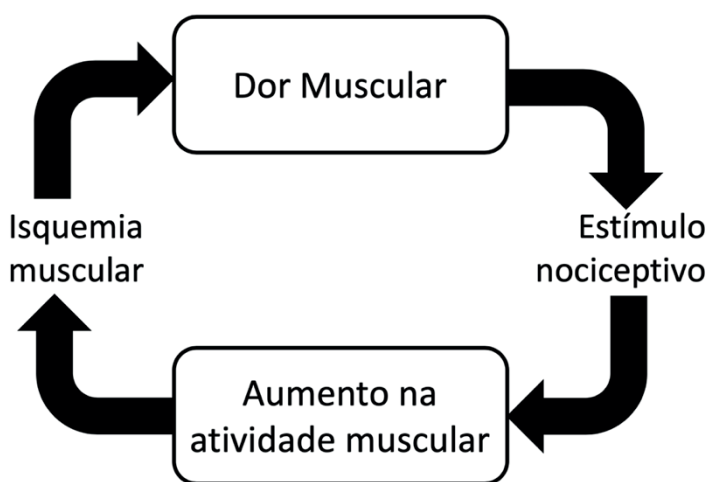 Dor Muscular
Estímulo
nociceptivo
Aumento na
atividade muscular
Isquemia
muscular